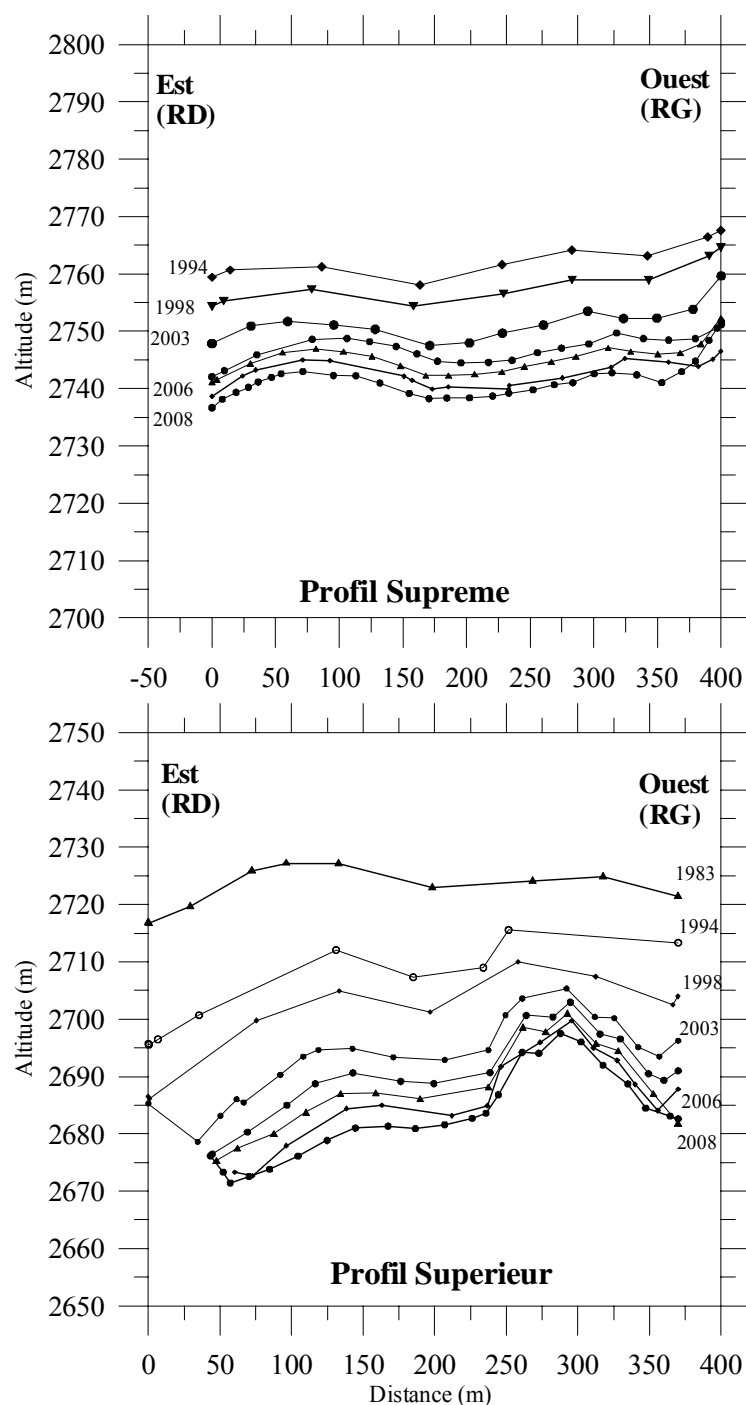 2800
2790
2780
2770
2760
2750
2740
2730
2720
2710
2700
Altitude (m)
Est
(RD)
Ouest
(RG)
1994
1998
2003
2006
2008
Profil Supreme
-50 0 50 100 150 200 250 300 350 400
2750
2740
2730
2720
2710
2700
2690
2680
2670
2660
2650
Altitude (m)
Est
(RD)
Ouest
(RG)
1983
1994
1998
2003
2006
2008
Profil Superieur
0 50 100 150 200 250 300 350 400
Distance (m)